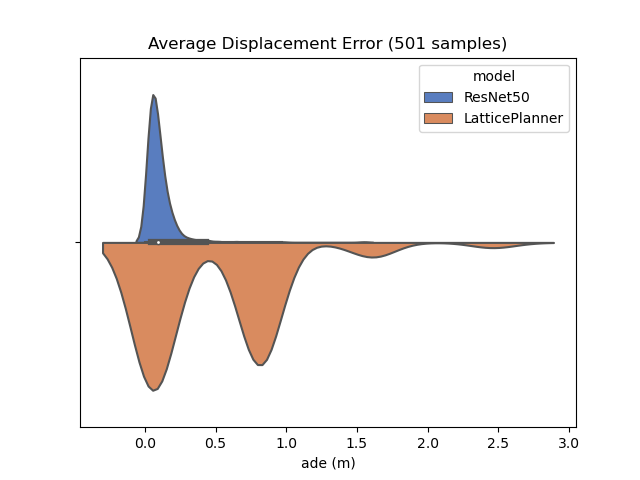 Average Displacement Error (501 samples)
model
ResNet50
LatticePlanner
0.0 0.5 1.0 1.5 2.0 2.5 3.0
ade (m)